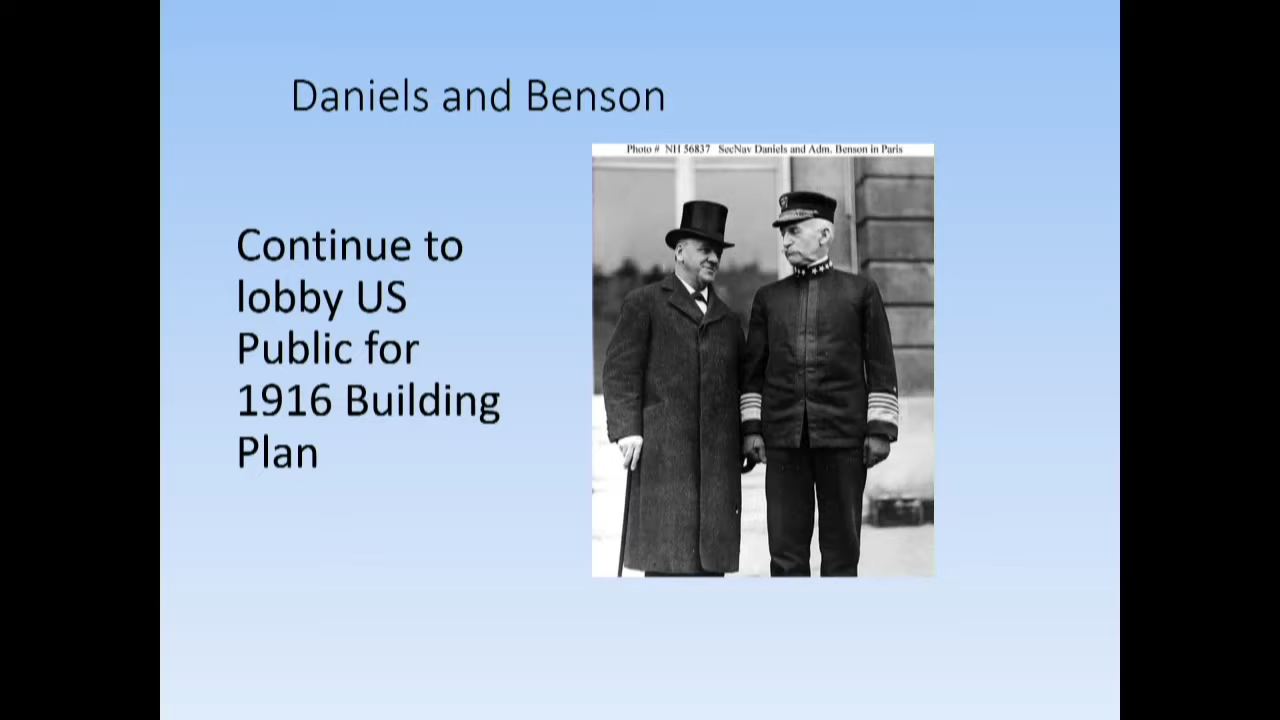 Daniels and Benson
Photo # NH 56837 SecNav Daniels and Adm. Benson in Paris
Continue to
lobby US
Public for
1916 Building
Plan